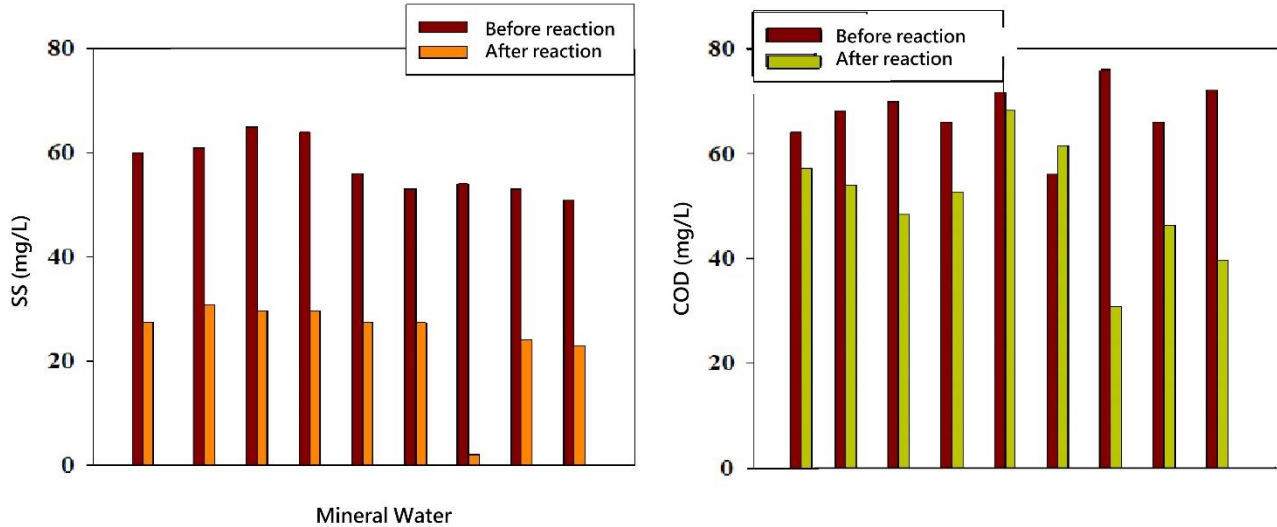 Before reaction
After reaction
80
60
40
20
0
SS (mg/L)
Mineral Water
Before reaction
After reaction
80
60
40
20
0
COD (mg/L)